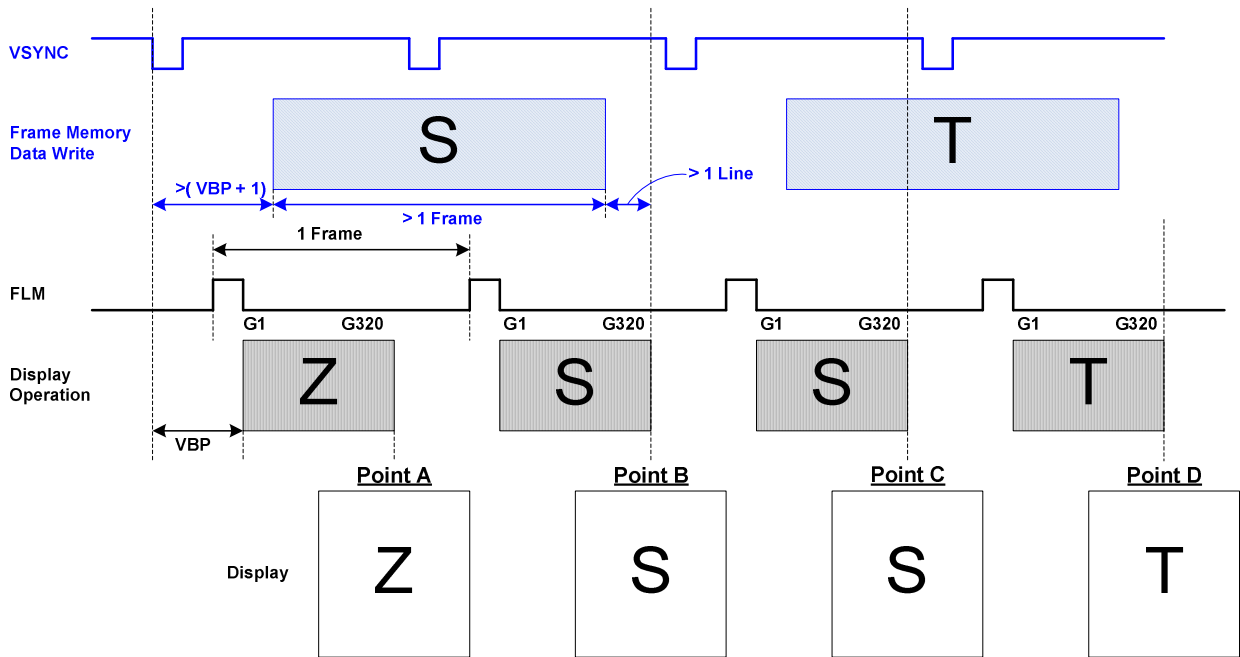 VSYNC
Frame Memory
Data Write
S
T
>( VBP + 1)
> 1 Frame
> 1 Line
1 Frame
FLM
G1 G320 G1 G320 G1 G320 G1 G320
Display
Operation
Z S S T
VBP
Point A Point B Point C Point D
Display
Z S S T